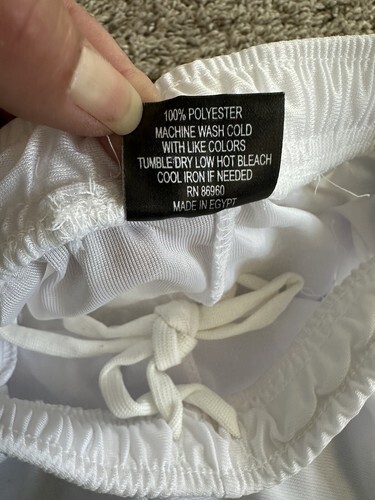 100% POLYESTER
MACHINE WASH COLD
WITH LIKE COLORS
TUMBLE/DRY LOW HOT BLEACH
COOL IRON IF NEEDED
RN 86960
MADE IN EGYPT